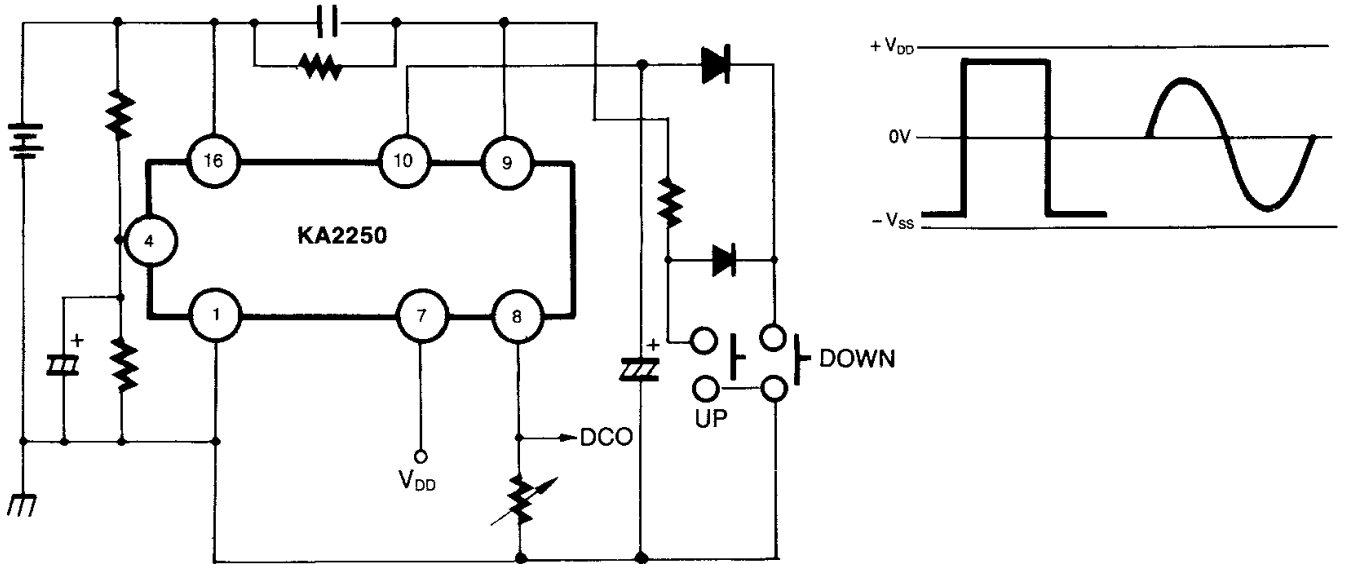 16
10
9
4
KA2250
1
7
8
+
+
DOWN
UP
DCO
V_DD
+ V_DD
0V
− V_SS